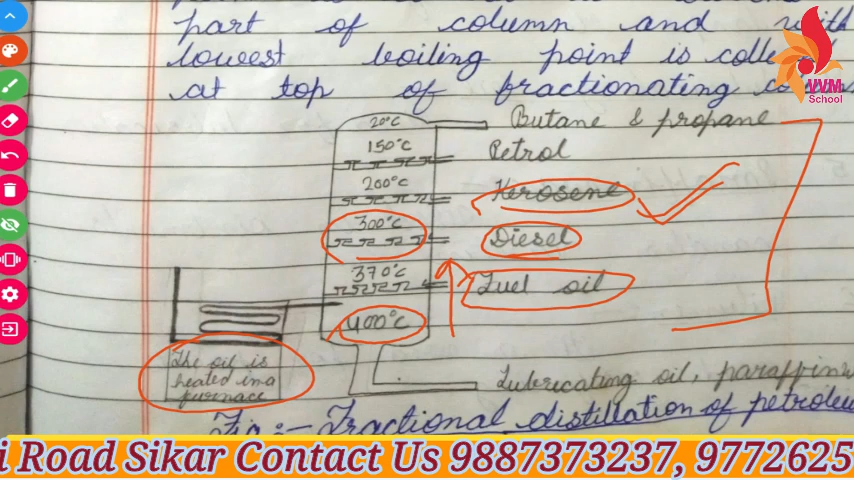 part of column and with
lowest boiling point is colle
at top of fractionating
VVM
School
20°C Butane & propane
150°C Petrol
200°C Kerosene
300°C Diesel
370°C Fuel oil
400°C
The oil is
heated in a
furnace
Lubricating oil, paraffin
Fig:- Fractional distillation of petroleu
i Road Sikar Contact Us 9887373237, 9772625